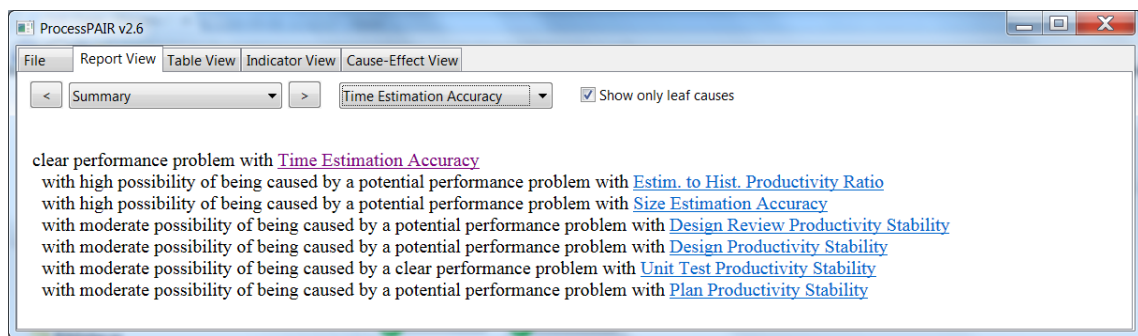 ProcessPAIR v2.6
File Report View Table View Indicator View Cause-Effect View
< Summary > Time Estimation Accuracy Show only leaf causes
clear performance problem with Time Estimation Accuracy
with high possibility of being caused by a potential performance problem with Estim. to Hist. Productivity Ratio
with high possibility of being caused by a potential performance problem with Size Estimation Accuracy
with moderate possibility of being caused by a potential performance problem with Design Review Productivity Stability
with moderate possibility of being caused by a potential performance problem with Design Productivity Stability
with moderate possibility of being caused by a clear performance problem with Unit Test Productivity Stability
with moderate possibility of being caused by a potential performance problem with Plan Productivity Stability